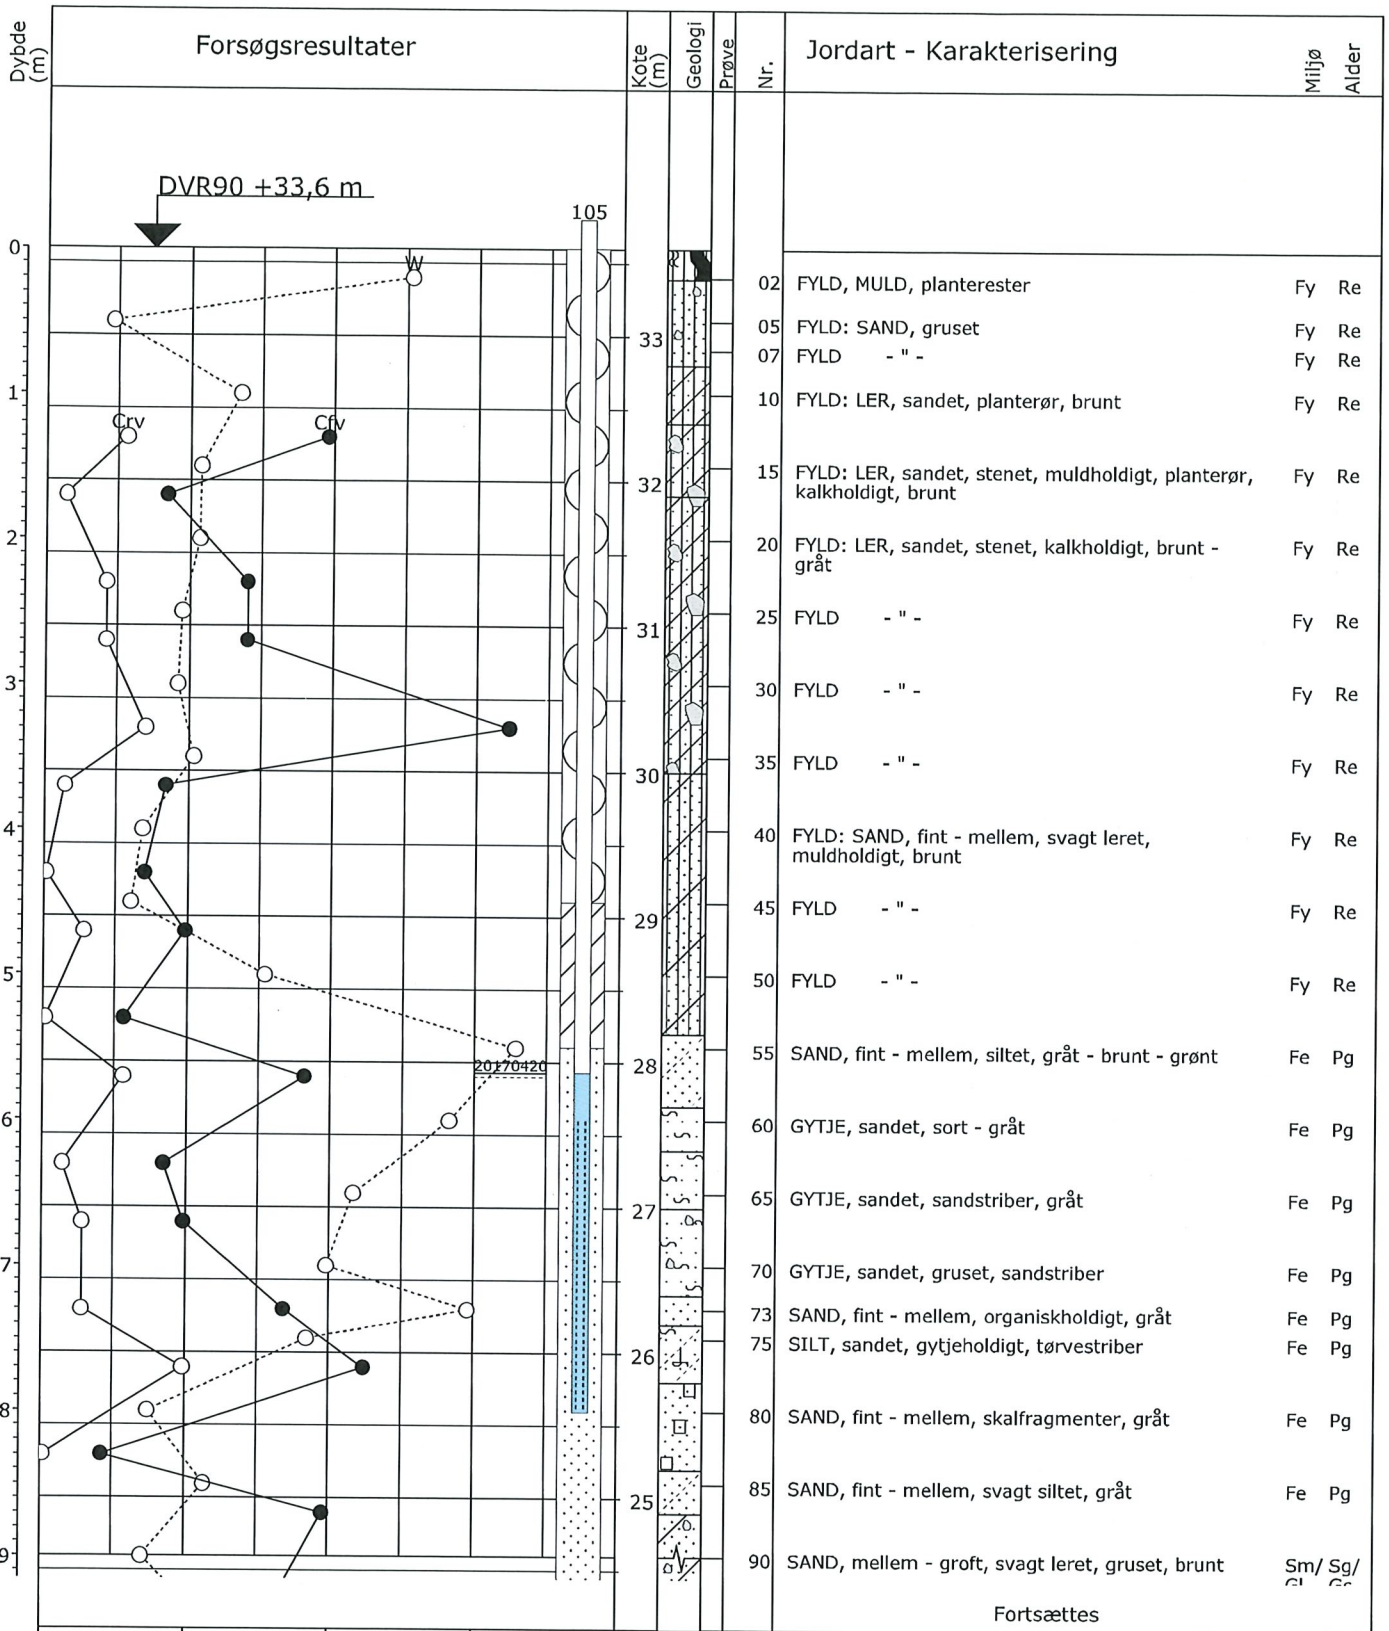 Dybde (m)
Forsøgsresultater
Kote (m)
Geologi
Prøve
Nr.
Jordart - Karakterisering
Miljø
Alder
DVR90 +33,6 m
105
0
W
02 FYLD, MULD, planterester Fy Re
05 FYLD: SAND, gruset Fy Re
33
07 FYLD - " - Fy Re
1
10 FYLD: LER, sandet, planterør, brunt Fy Re
Crv Cfv
15 FYLD: LER, sandet, stenet, muldholdigt, planterør, Fy Re
kalkholdigt, brunt
32
2
20 FYLD: LER, sandet, stenet, kalkholdigt, brunt - Fy Re
gråt
25 FYLD - " - Fy Re
31
3
30 FYLD - " - Fy Re
35 FYLD - " - Fy Re
30
4
40 FYLD: SAND, fint - mellem, svagt leret, Fy Re
muldholdigt, brunt
45 FYLD - " - Fy Re
29
5
50 FYLD - " - Fy Re
55 SAND, fint - mellem, siltet, gråt - brunt - grønt Fe Pg
28
20170420
6
60 GYTJE, sandet, sort - gråt Fe Pg
65 GYTJE, sandet, sandstriber, gråt Fe Pg
27
7
70 GYTJE, sandet, gruset, sandstriber Fe Pg
73 SAND, fint - mellem, organiskholdigt, gråt Fe Pg
75 SILT, sandet, gytjeholdigt, tørvestriber Fe Pg
26
8
80 SAND, fint - mellem, skalfragmenter, gråt Fe Pg
85 SAND, fint - mellem, svagt siltet, gråt Fe Pg
25
9
90 SAND, mellem - groft, svagt leret, gruset, brunt Sm/ Sg/
Fortsættes